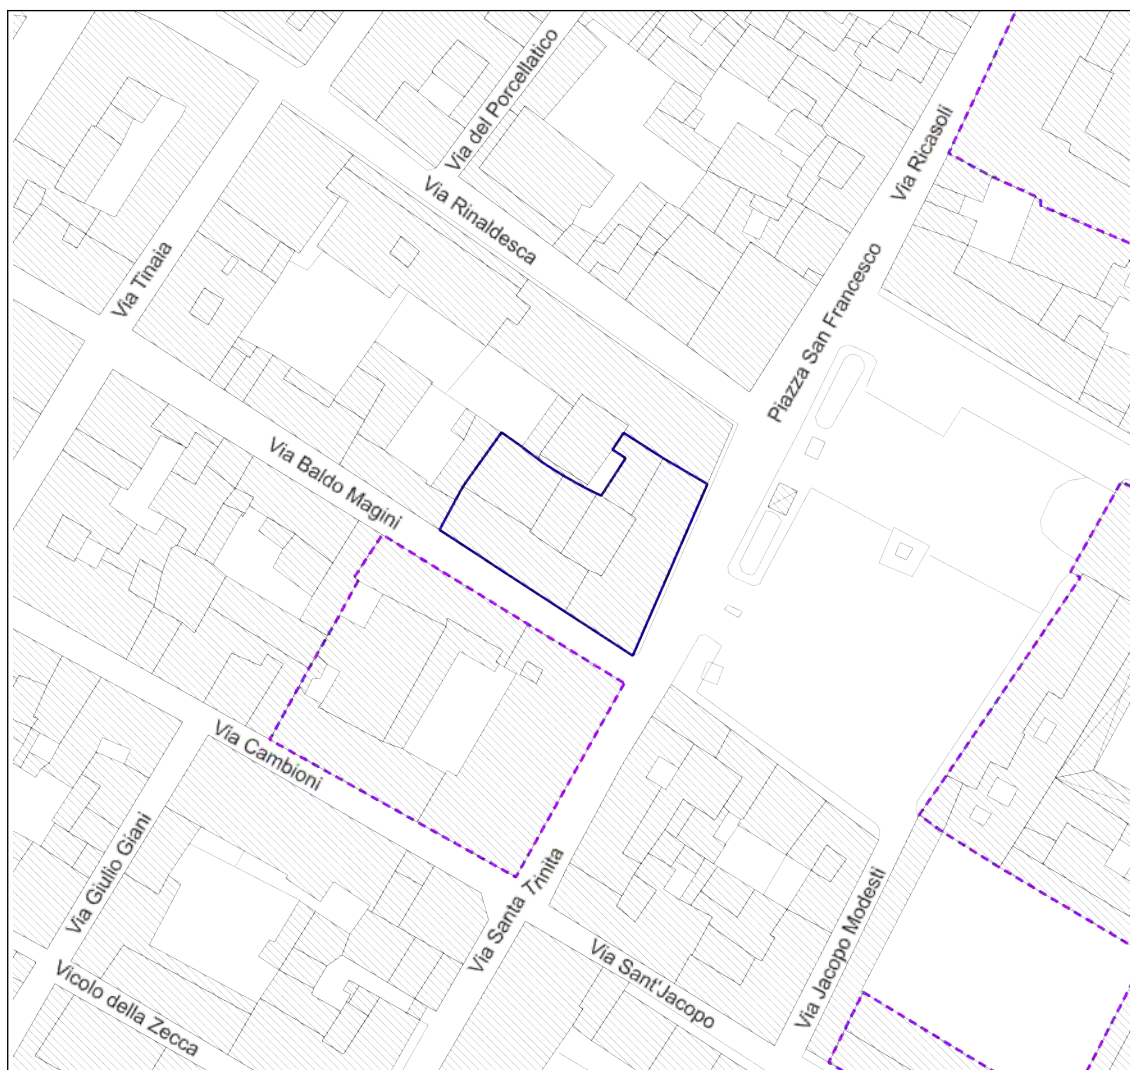 Via del Porcellatico
Via Ricasoli
Via Rinaldesca
Via Tinaia
Piazza San Francesco
Via Baldo Magini
Via Cambioni
Via Giulio Giani
Via Santa Trinita
Via Jacopo Modesti
Via Sant'Jacopo
Vicolo della Zecca